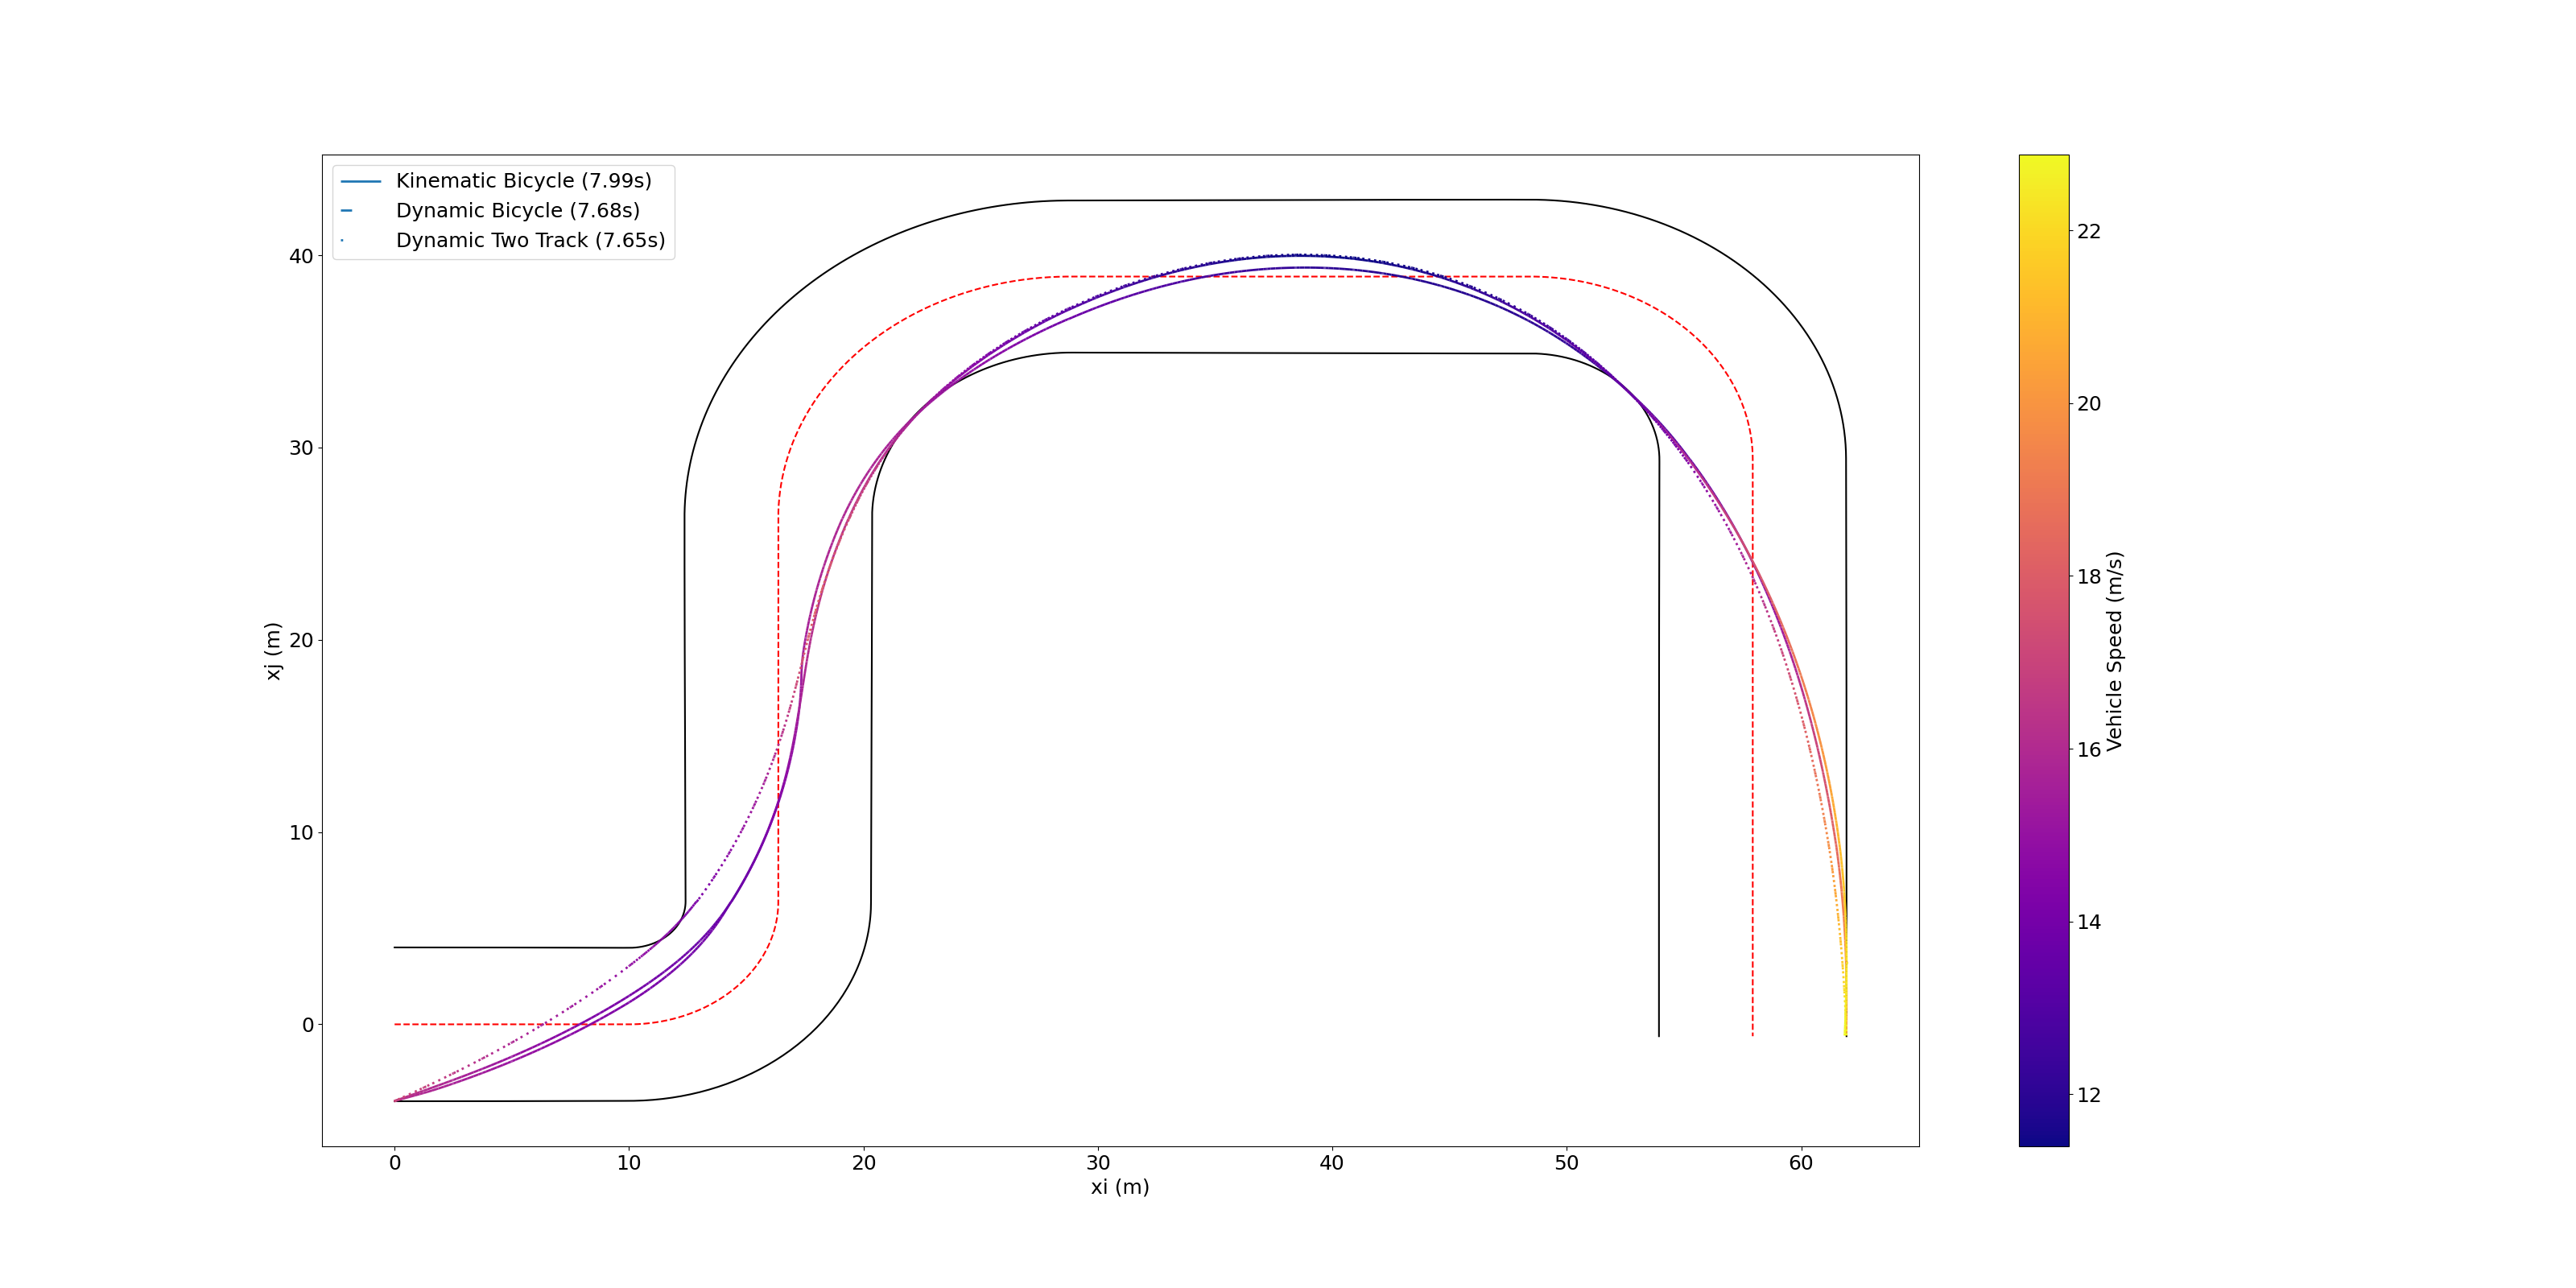 Kinematic Bicycle (7.99s)
Dynamic Bicycle (7.68s)
Dynamic Two Track (7.65s)
40
30
20
10
0
xj (m)
0 10 20 30 40 50 60
xi (m)
22
20
18
16
14
12
Vehicle Speed (m/s)